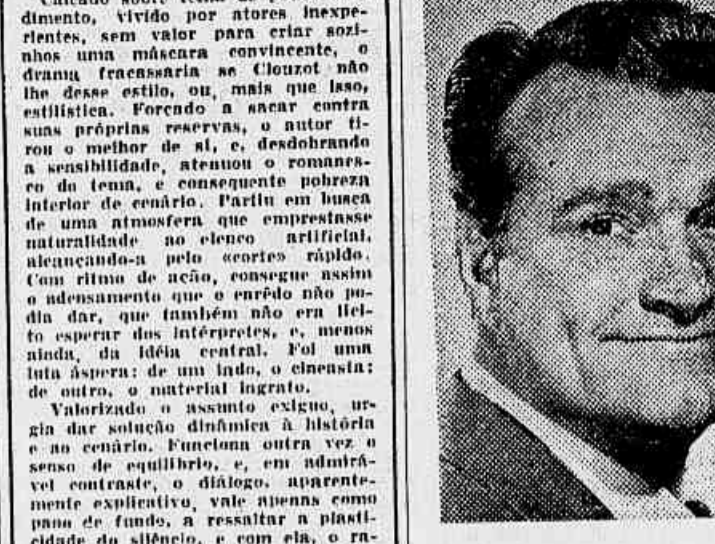 dimento, vivido por atores inexpe-
rientes, sem valor para criar sozi-
nhos uma máscara convincente, o
drama fracassaria se Clouzot não
lhe desse estilo, ou, mais que isso,
estilística. Forçado a sacar contra
suas próprias reservas, o autor ti-
rou o melhor de si, e, desdobrando
a sensibilidade, atenuou o romanes-
co do tema, e consequente pobreza
interior de cenário. Partiu em busca
de uma atmosfera que emprestasse
naturalidade ao elenco artificial,
alcançando-a pelo «corte» rápido.
Com ritmo de ação, consegue assim
o adensamento que o enrêdo não po-
dia dar, que também não era líci-
to esperar dos intérpretes, e, menos
ainda, da idéia central. Foi uma
luta áspera: de um lado, o cineasta;
de outro, o material ingrato.
Valorizado o assunto exíguo, ur-
gia dar solução dinâmica à história
e ao cenário. Funciona outra vez o
senso de equilíbrio, e, em admirá-
vel contraste, o diálogo, aparente-
mente explicativo, vale apenas como
pano de fundo, a ressaltar a plasti-
cidade do silêncio, e com ela, o ra-